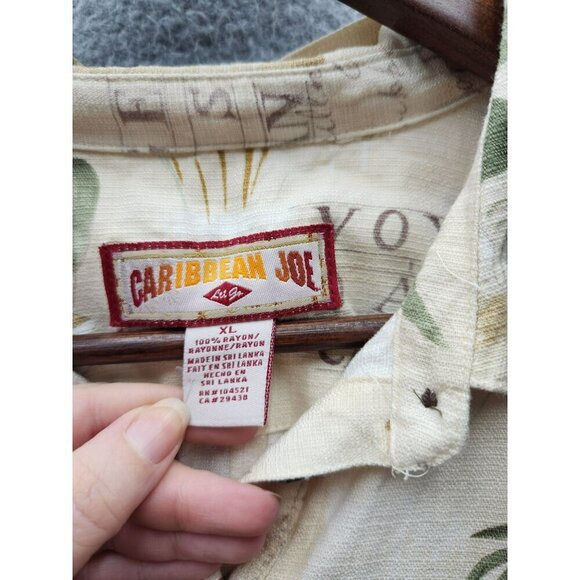 F S N
VOY
CARIBBEAN JOE
Let Go
XL
100% RAYON/
RAYONNE/RAYON
MADE IN SRI LANKA
FAIT EN SRI LANKA
HECHO EN
SRI LANKA
RN# 104521
CA# 29438